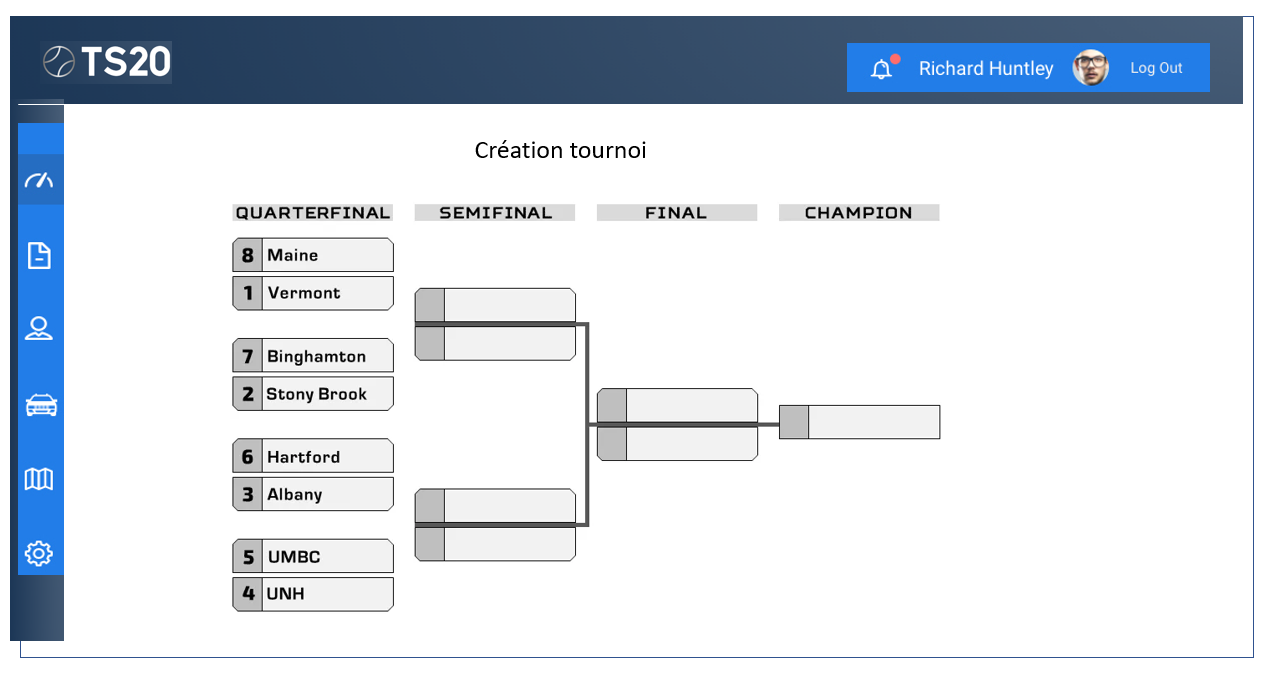 TS20
Richard Huntley
Log Out
Création tournoi
QUARTERFINAL SEMIFINAL FINAL CHAMPION
8 Maine
1 Vermont
7 Binghamton
2 Stony Brook
6 Hartford
3 Albany
5 UMBC
4 UNH